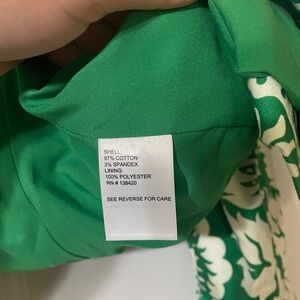 SHELL:
97% COTTON
3% SPANDEX
LINING:
100% POLYESTER
RN # 138420
SEE REVERSE FOR CARE